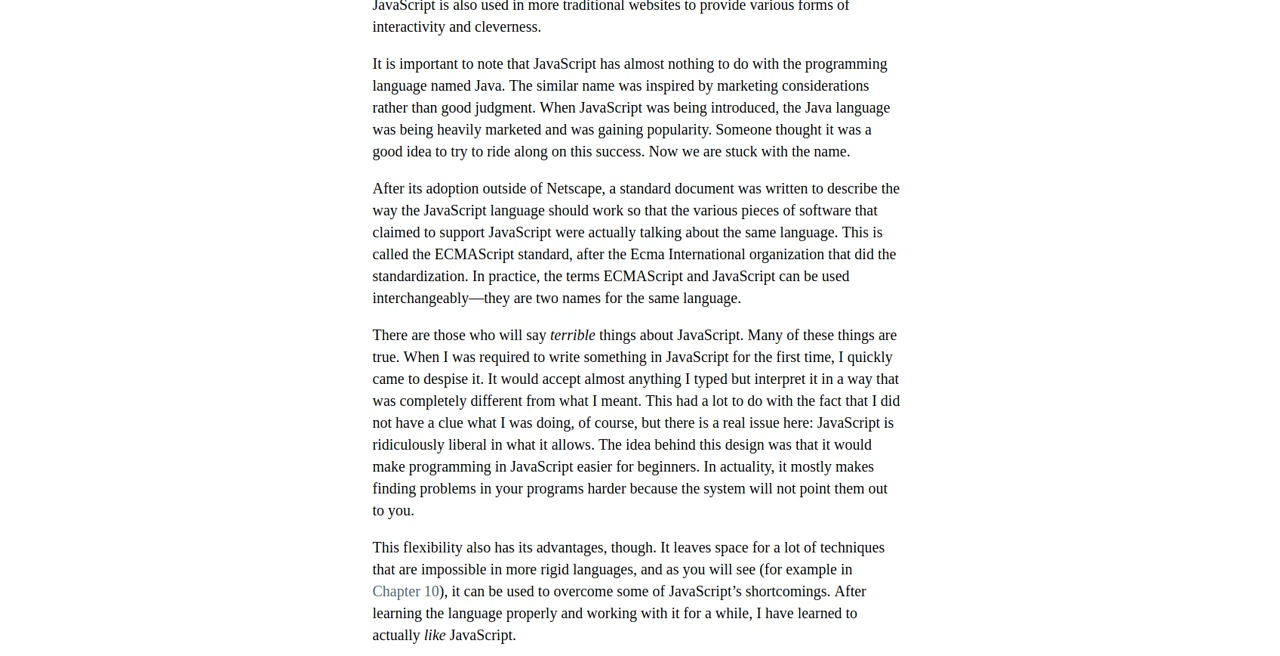 JavaScript is also used in more traditional websites to provide various forms of
interactivity and cleverness.
It is important to note that JavaScript has almost nothing to do with the programming
language named Java. The similar name was inspired by marketing considerations
rather than good judgment. When JavaScript was being introduced, the Java language
was being heavily marketed and was gaining popularity. Someone thought it was a
good idea to try to ride along on this success. Now we are stuck with the name.
After its adoption outside of Netscape, a standard document was written to describe the
way the JavaScript language should work so that the various pieces of software that
claimed to support JavaScript were actually talking about the same language. This is
called the ECMAScript standard, after the Ecma International organization that did the
standardization. In practice, the terms ECMAScript and JavaScript can be used
interchangeably—they are two names for the same language.
There are those who will say terrible things about JavaScript. Many of these things are
true. When I was required to write something in JavaScript for the first time, I quickly
came to despise it. It would accept almost anything I typed but interpret it in a way that
was completely different from what I meant. This had a lot to do with the fact that I did
not have a clue what I was doing, of course, but there is a real issue here: JavaScript is
ridiculously liberal in what it allows. The idea behind this design was that it would
make programming in JavaScript easier for beginners. In actuality, it mostly makes
finding problems in your programs harder because the system will not point them out
to you.
This flexibility also has its advantages, though. It leaves space for a lot of techniques
that are impossible in more rigid languages, and as you will see (for example in
Chapter 10), it can be used to overcome some of JavaScript’s shortcomings. After
learning the language properly and working with it for a while, I have learned to
actually like JavaScript.